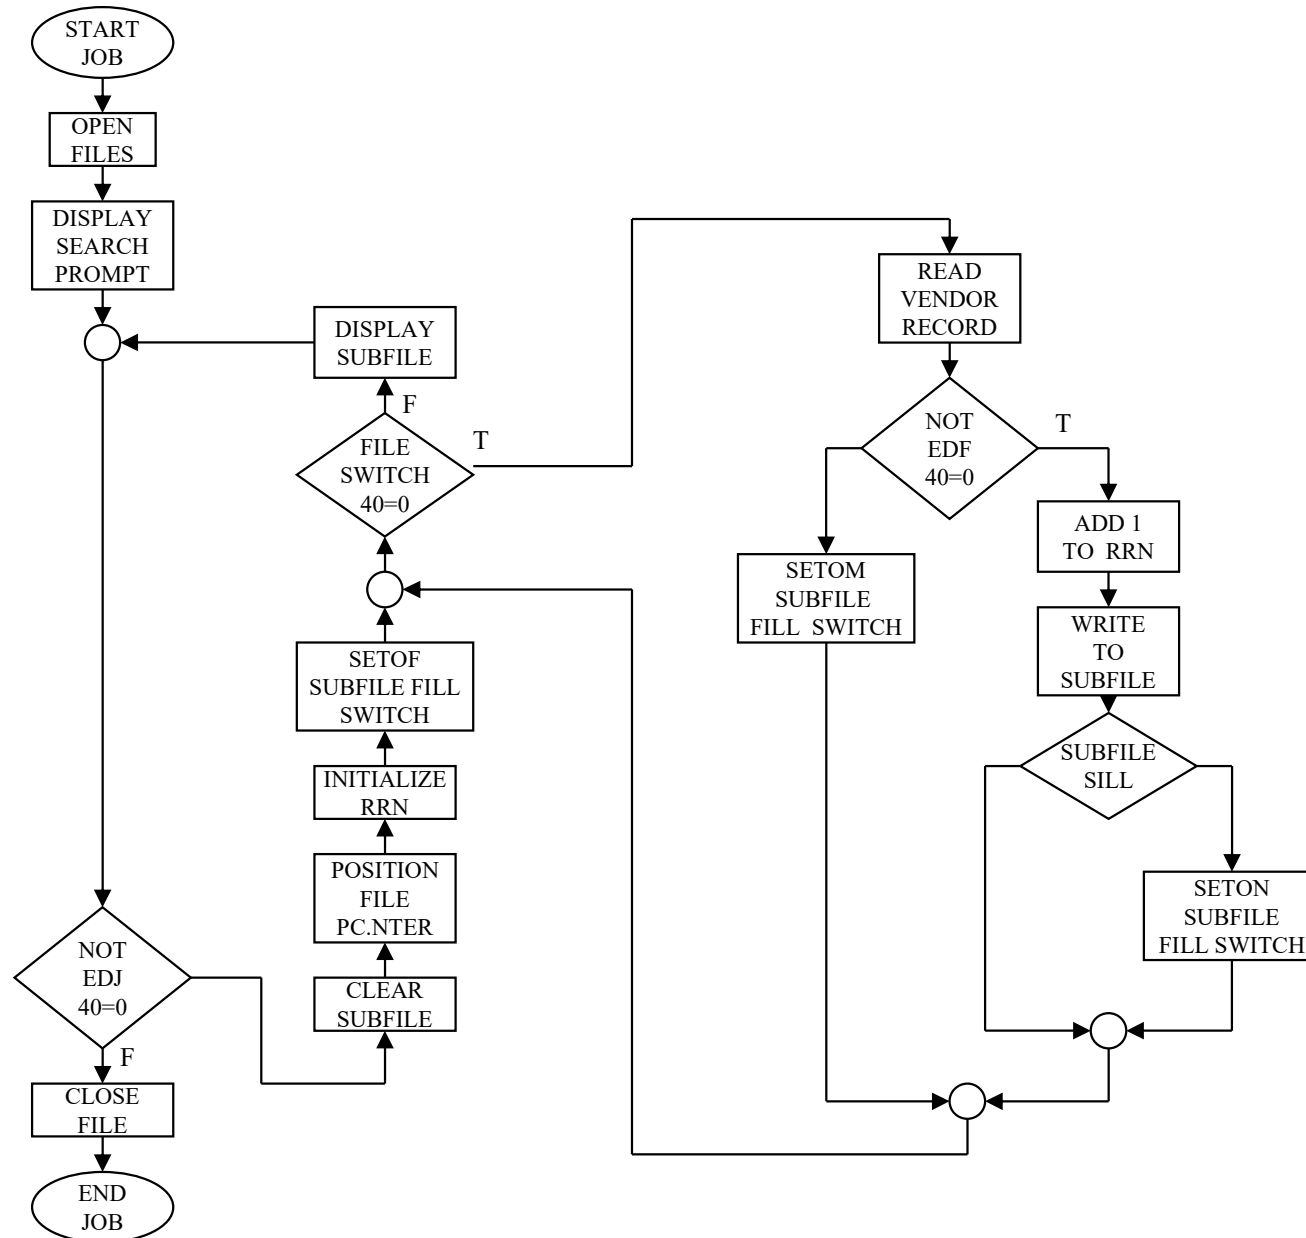 START
JOB
OPEN
FILES
DISPLAY
SEARCH
PROMPT
DISPLAY
SUBFILE
F
FILE
SWITCH
40=0
T
SETOF
SUBFILE FILL
SWITCH
INITIALIZE
RRN
POSITION
FILE
PC.NTER
CLEAR
SUBFILE
NOT
EDJ
40=0
F
CLOSE
FILE
END
JOB
READ
VENDOR
RECORD
NOT
EDF
40=0
T
SETOM
SUBFILE
FILL SWITCH
ADD 1
TO RRN
WRITE
TO
SUBFILE
SUBFILE
SILL
SETON
SUBFILE
FILL SWITCH